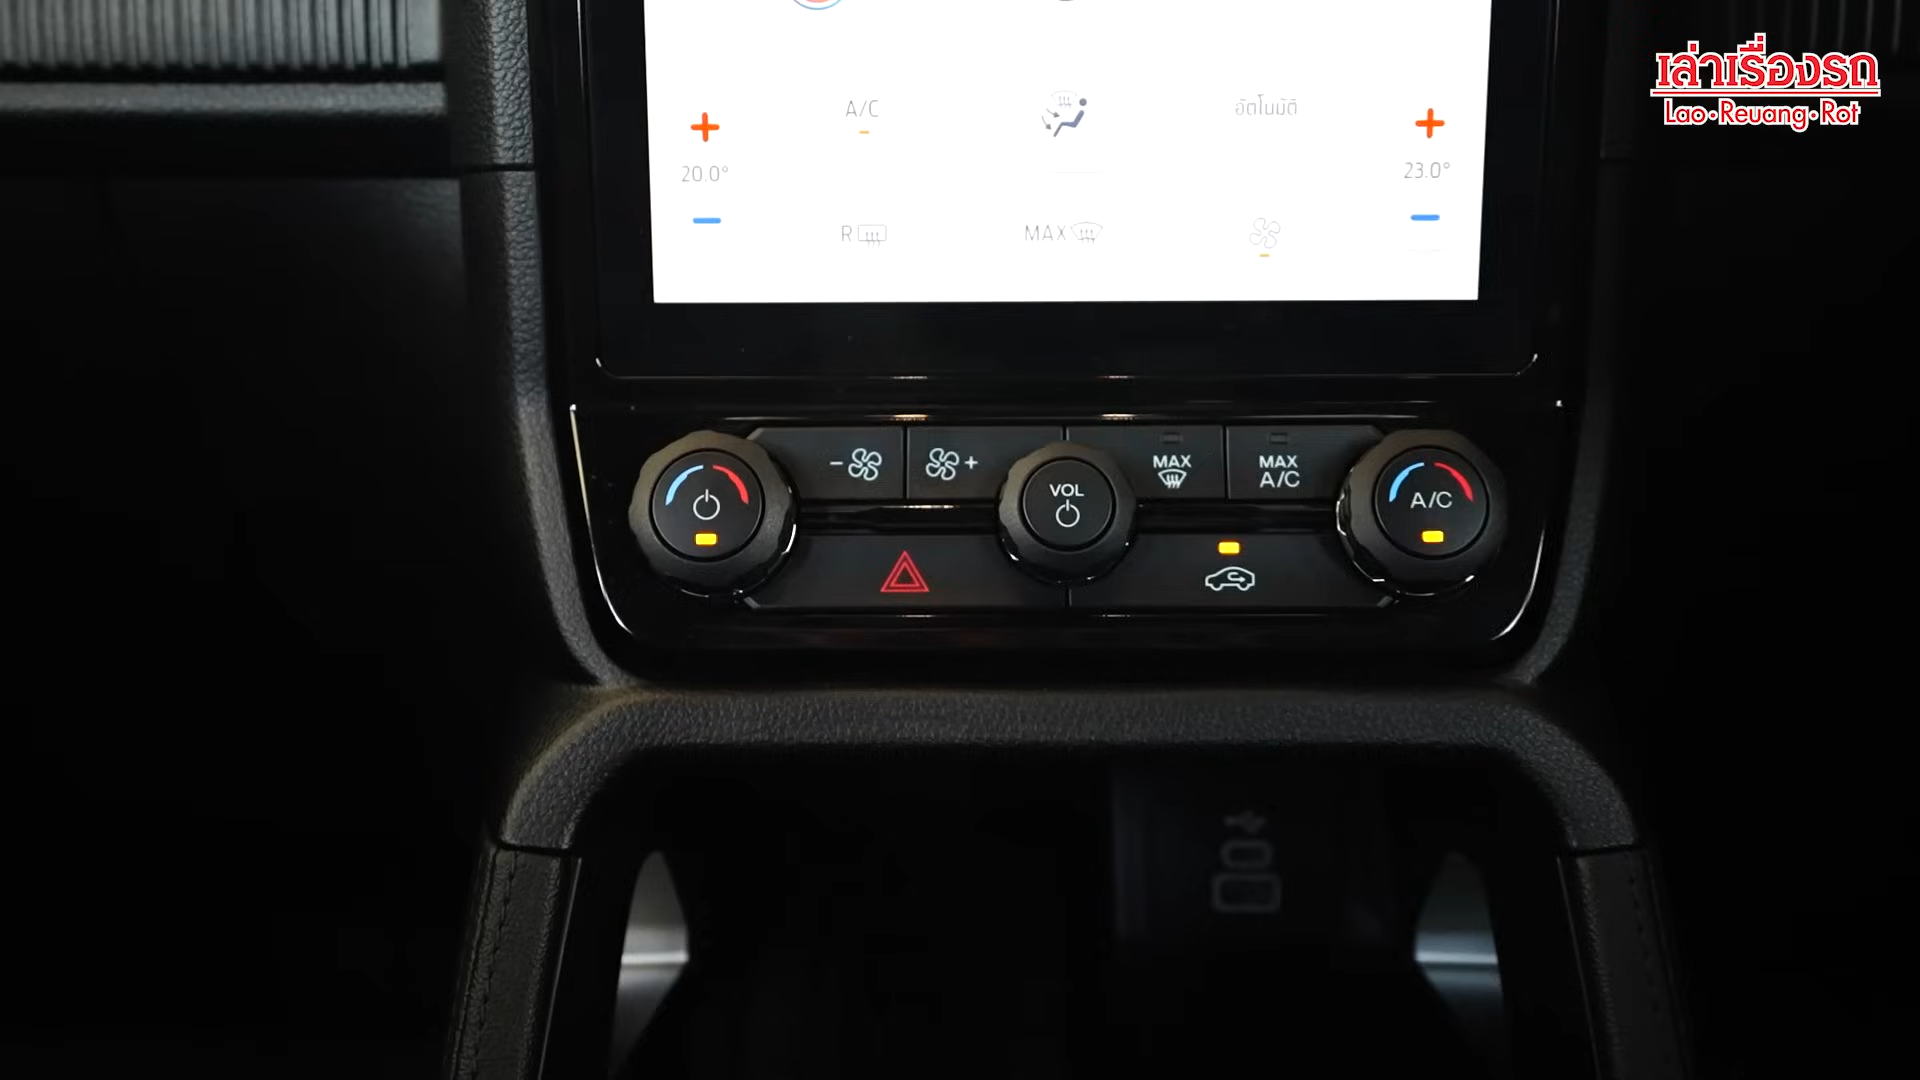 เล่าเรื่องรถ
Lao•Reuang•Rot
A/C
อัตโนมัติ
20.0°
23.0°
R
MAX
- +
MAX
MAX
A/C
VOL
A/C